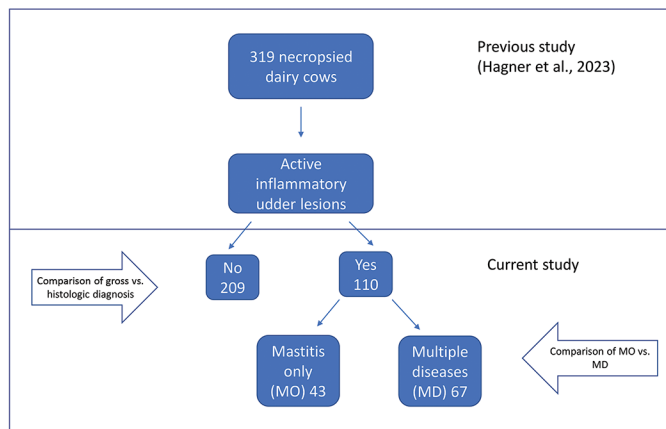 319 necropsied
dairy cows
Previous study
(Hagner et al., 2023)
Active
inflammatory
udder lesions
No
209
Yes
110
Current study
Comparison of gross vs.
histologic diagnosis
Mastitis
only
(MO) 43
Multiple
diseases
(MD) 67
Comparison of MO vs.
MD